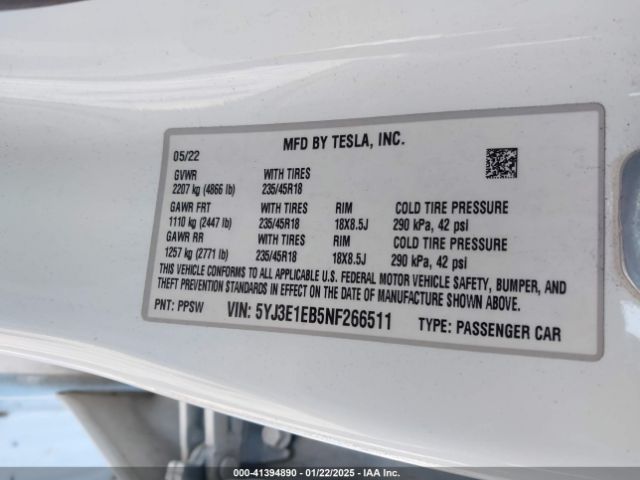 MFD BY TESLA, INC.
05/22
GVWR WITH TIRES
2207 kg (4866 lb) 235/45R18
GAWR FRT WITH TIRES RIM COLD TIRE PRESSURE
1110 kg (2447 lb) 235/45R18 18X8.5J 290 kPa, 42 psi
GAWR RR WITH TIRES RIM COLD TIRE PRESSURE
1257 kg (2771 lb) 235/45R18 18X8.5J 290 kPa, 42 psi
THIS VEHICLE CONFORMS TO ALL APPLICABLE U.S. FEDERAL MOTOR VEHICLE SAFETY, BUMPER, AND
THEFT PREVENTION STANDARDS IN EFFECT ON THE DATE OF MANUFACTURE SHOWN ABOVE.
PNT: PPSW VIN: 5YJ3E1EB5NF266511 TYPE: PASSENGER CAR
000-41394890 - 01/22/2025 - IAA Inc.